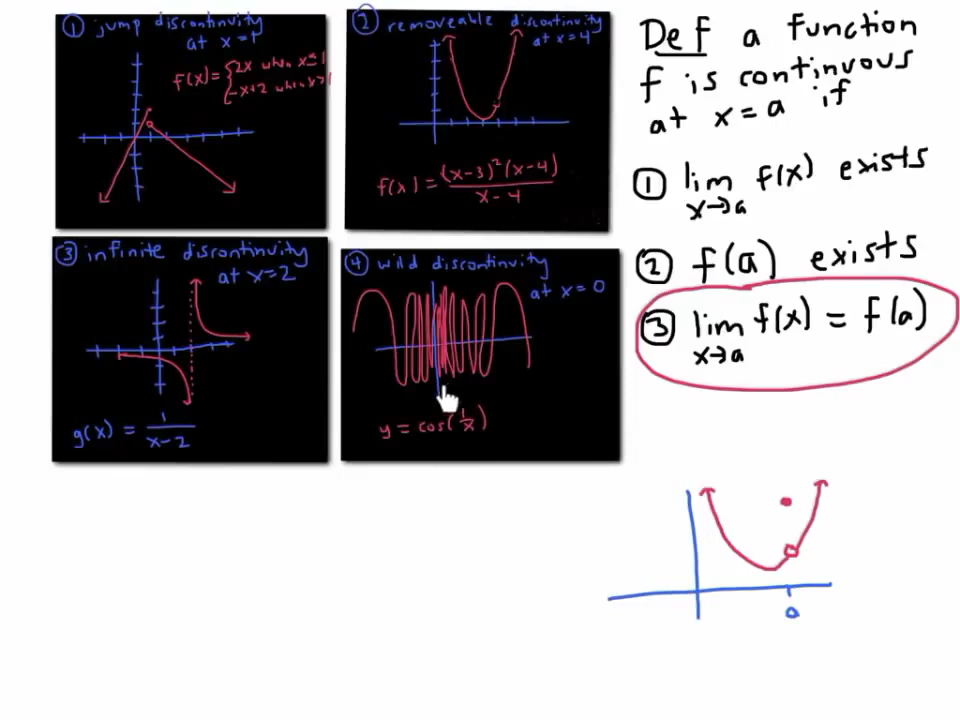 ① jump discontinuity
at x=1
f(x) = { 2x when x≤1
-x+2 when x>1
② removeable discontinuity
at x=4
f(x) = (x-3)²(x-4)
x-4
③ infinite discontinuity
at x=2
g(x) = 1
x-2
④ wild discontinuity
at x=0
y = cos(1/x)
Def a function
f is continuous
at x=a if
① lim f(x) exists
x→a
② f(a) exists
③ lim f(x) = f(a)
x→a
a